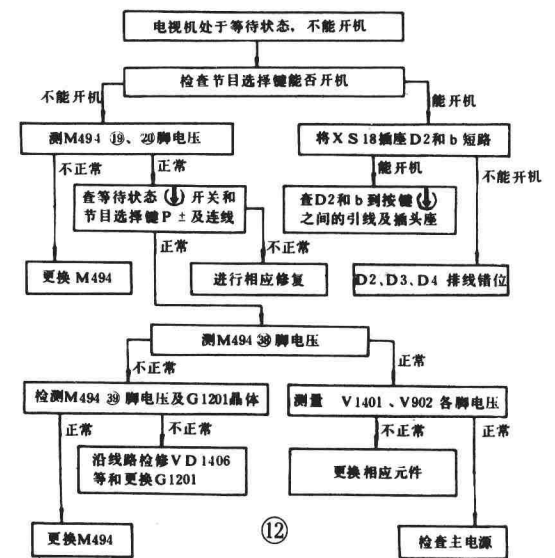 电视机处于等待状态，不能开机
检查节目选择键能否开机
不能开机
能开机
测M494 ⑲、⑳脚电压
将XS18插座D2和b短路
不正常
正常
能开机
不能开机
查等待状态(⏻)开关和
节目选择键P±及连线
查D2和b到按键(⏻)
之间的引线及插头座
正常
不正常
更换M494
进行相应修复
D2、D3、D4 排线错位
测M494 ㊳脚电压
不正常
正常
检测M494 ㊴脚电压及G1201晶体
测量 V1401、V902各脚电压
正常
不正常
不正常
正常
沿线路检修VD1406
等和更换G1201
更换相应元件
更换M494
检查主电源
⑫